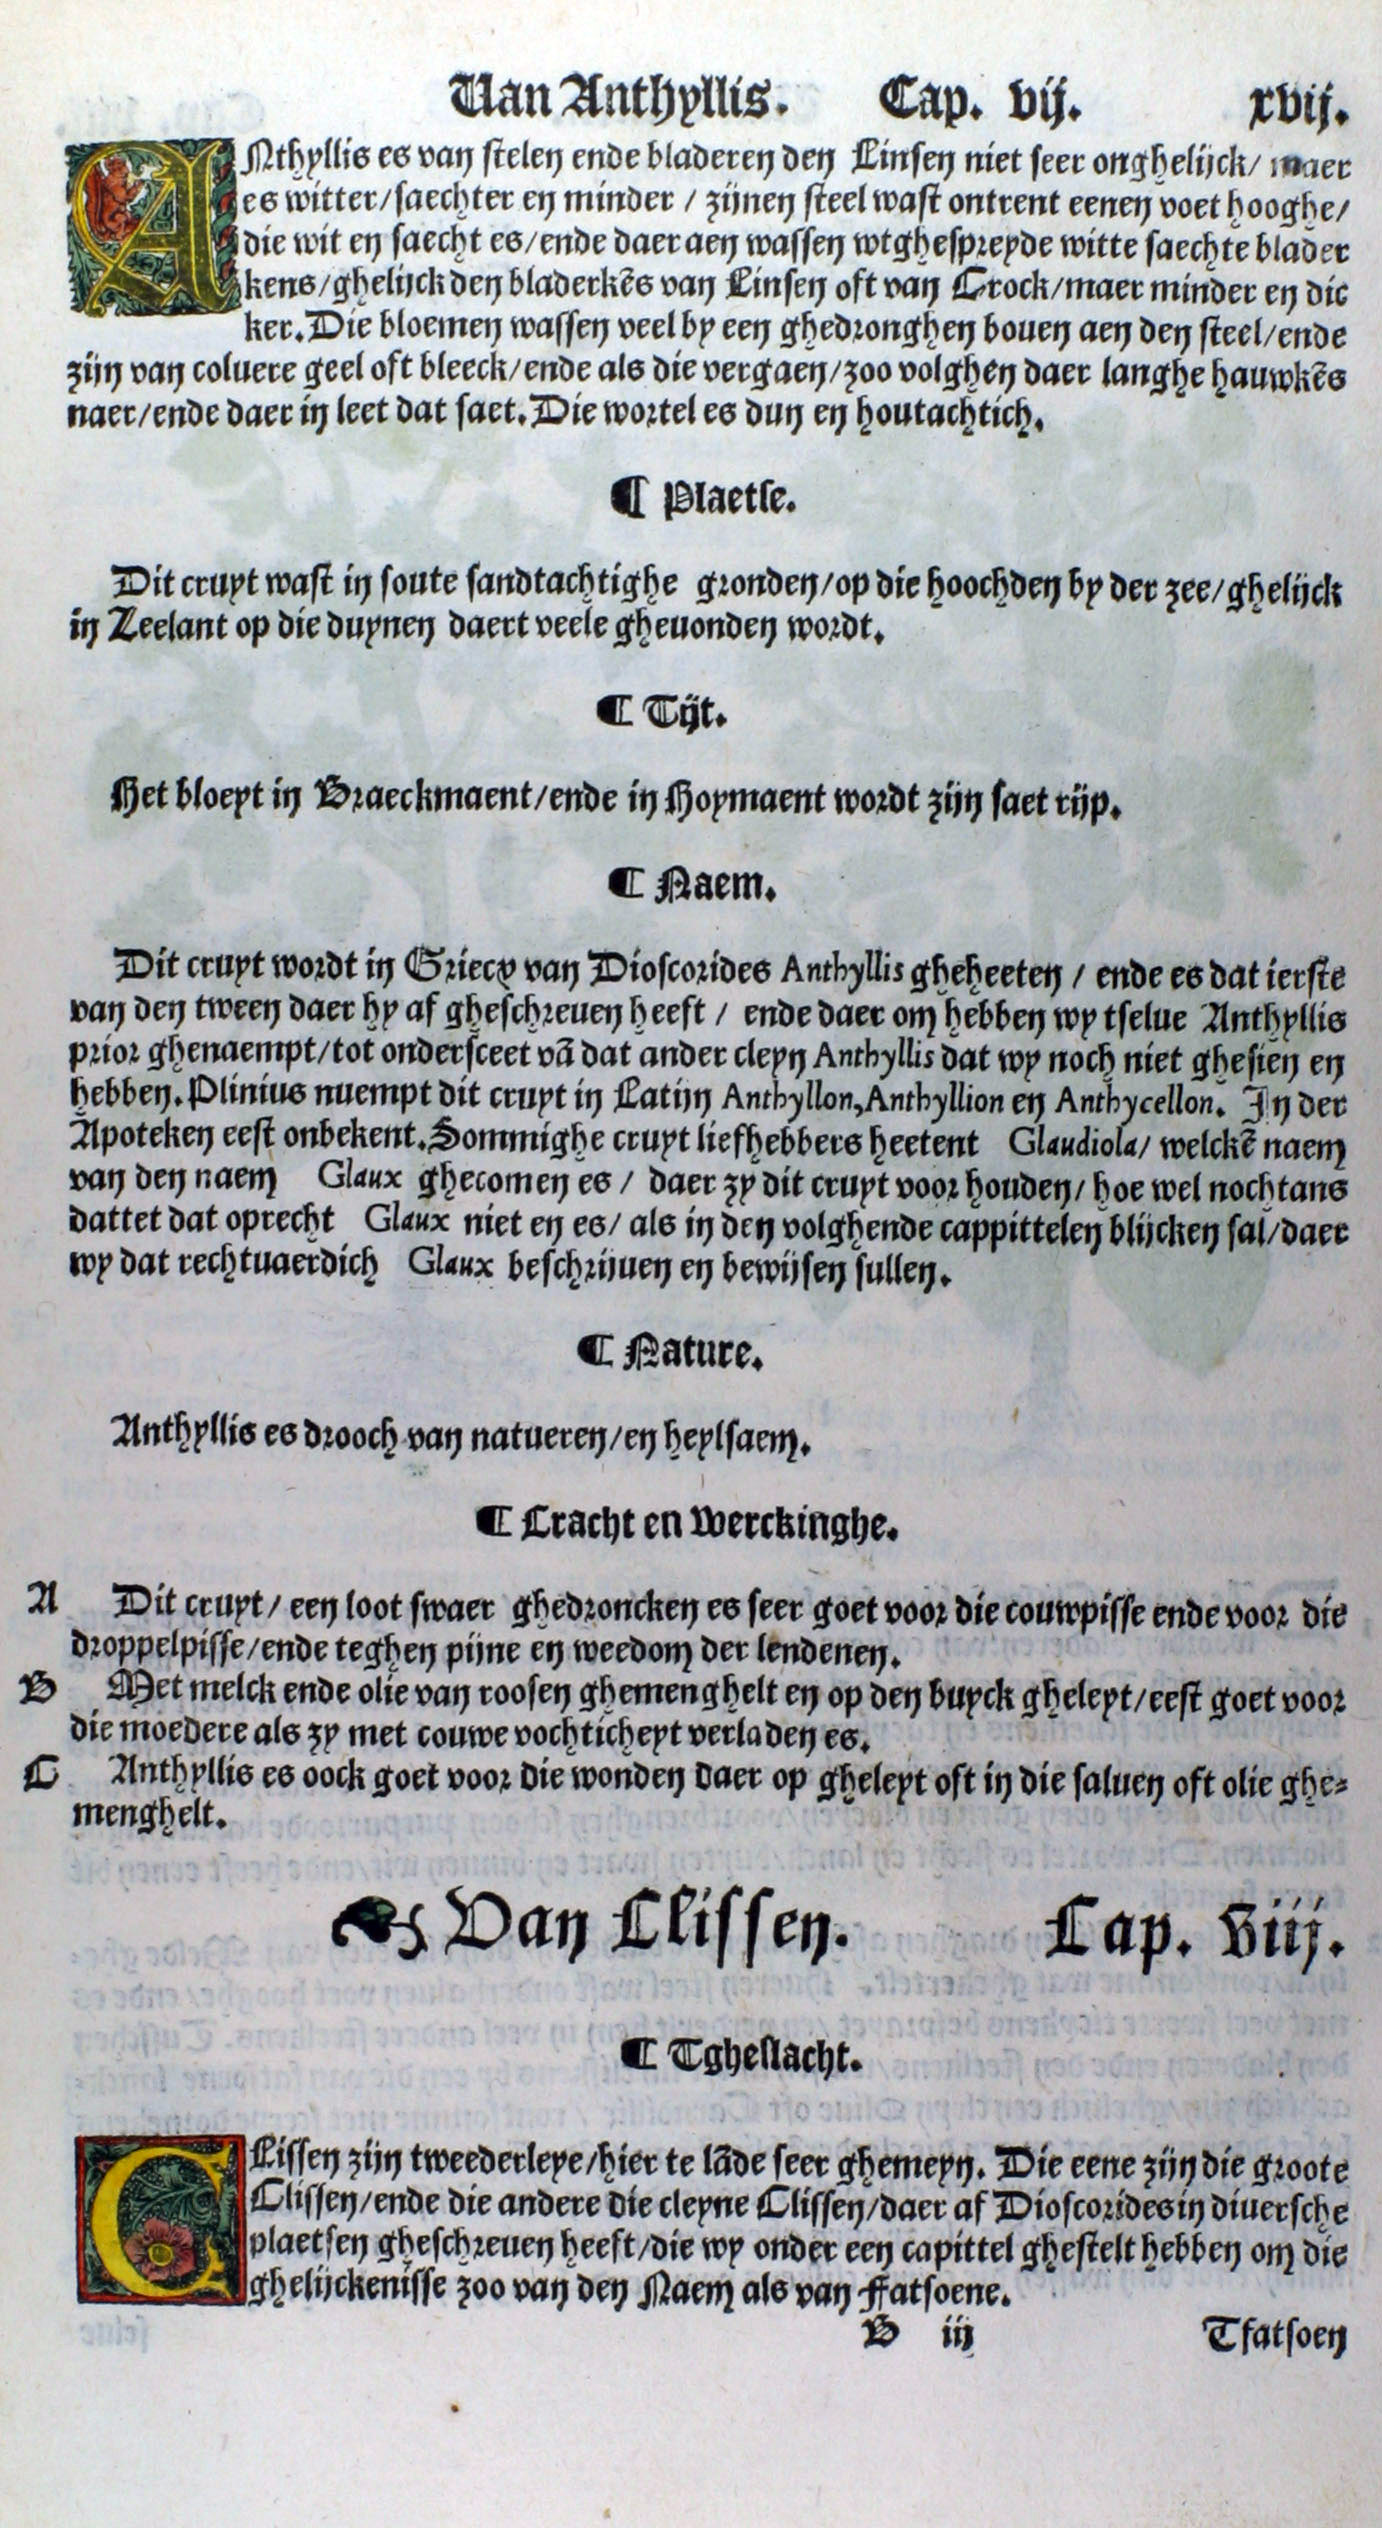 Van Anthyllis. Cap. vij. xvij.
ANthyllis es van stelen ende bladeren den Linsen niet seer onghelijck/ maer
es witter/saechter en minder / zijnen steel wast ontrent eenen voet hooghe/
die wit en saecht es/ende daer aen wassen wtghespreyde witte saechte blader
kens/ghelijck den bladerkēs van Linsen oft van Crock/maer minder en dic
ker. Die bloemen wassen veel by een ghedronghen bouen aen den steel/ende
zijn van coluere geel oft bleeck/ende als die vergaen/zoo volghen daer langhe hauwkēs
naer/ende daer in leet dat saet. Die wortel es dun en houtachtich.
¶ Plaetse.
Dit cruyt wast in soute sandtachtighe gronden/op die hoochden by der zee/ghelijck
in Zeelant op die duynen daert veele gheuonden wordt.
¶ Tijt.
Het bloeyt in Braeckmaent/ende in Hoymaent wordt zijn saet rijp.
¶ Naem.
Dit cruyt wordt in Griecx van Dioscorides Anthyllis gheheeten / ende es dat ierste
van den tween daer hy af gheschreuen heeft / ende daer om hebben wy tselue Anthyllis
prior ghenaempt/tot ondersceet vā dat ander cleyn Anthyllis dat wy noch niet ghesien en
hebben. Plinius nuempt dit cruyt in Latijn Anthyllon, Anthyllion en Anthycellon. In der
Apoteken eest onbekent. Sommighe cruyt liefhebbers heetent Glaudiola/ welckē naem
van den naem Glaux ghecomen es / daer zy dit cruyt voor houden/ hoe wel nochtans
dattet dat oprecht Glaux niet en es/ als in den volghende cappittelen blijcken sal/daer
wy dat rechtuaerdich Glaux beschrijuen en bewijsen sullen.
¶ Nature.
Anthyllis es drooch van natueren/en heylsaem.
¶ Cracht en Werckinghe.
A Dit cruyt/ een loot swaer ghedroncken es seer goet voor die couwpisse ende voor die
droppelpisse/ende teghen pijne en weedom der lendenen.
B Met melck ende olie van roosen ghemenghelt en op den buyck gheleyt/eest goet voor
die moedere als zy met couwe vochticheyt verladen es.
C Anthyllis es oock goet voor die wonden daer op gheleyt oft in die saluen oft olie ghe=
menghelt.
❧ Van Clissen. Cap. viij.
¶ Tgheslacht.
CLissen zijn tweederleye/hier te lāde seer ghemeyn. Die eene zijn die groote
Clissen/ende die andere die cleyne Clissen/daer af Dioscorides in diuersche
plaetsen gheschreuen heeft/die wy onder een capittel ghestelt hebben om die
ghelijckenisse zoo van den Naem als van Fatsoene.
B iij Tfatsoen